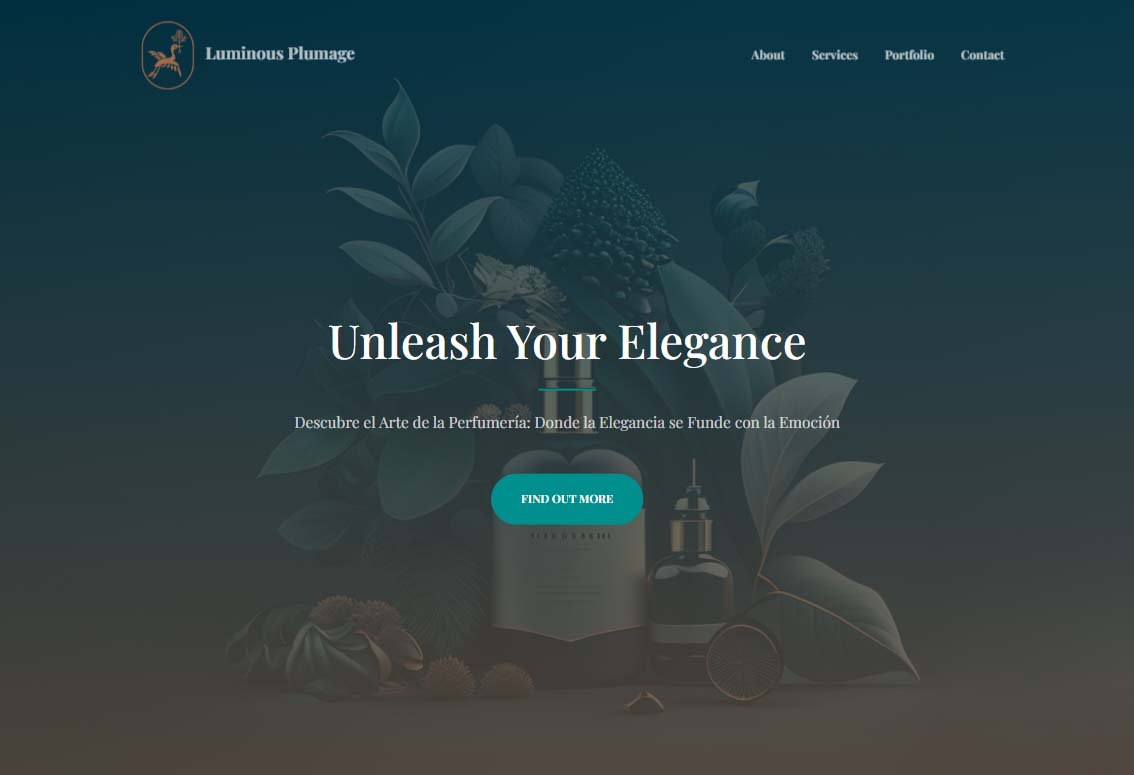 Luminous Plumage
About Services Portfolio Contact
Unleash Your Elegance
Descubre el Arte de la Perfumería: Donde la Elegancia se Funde con la Emoción
FIND OUT MORE